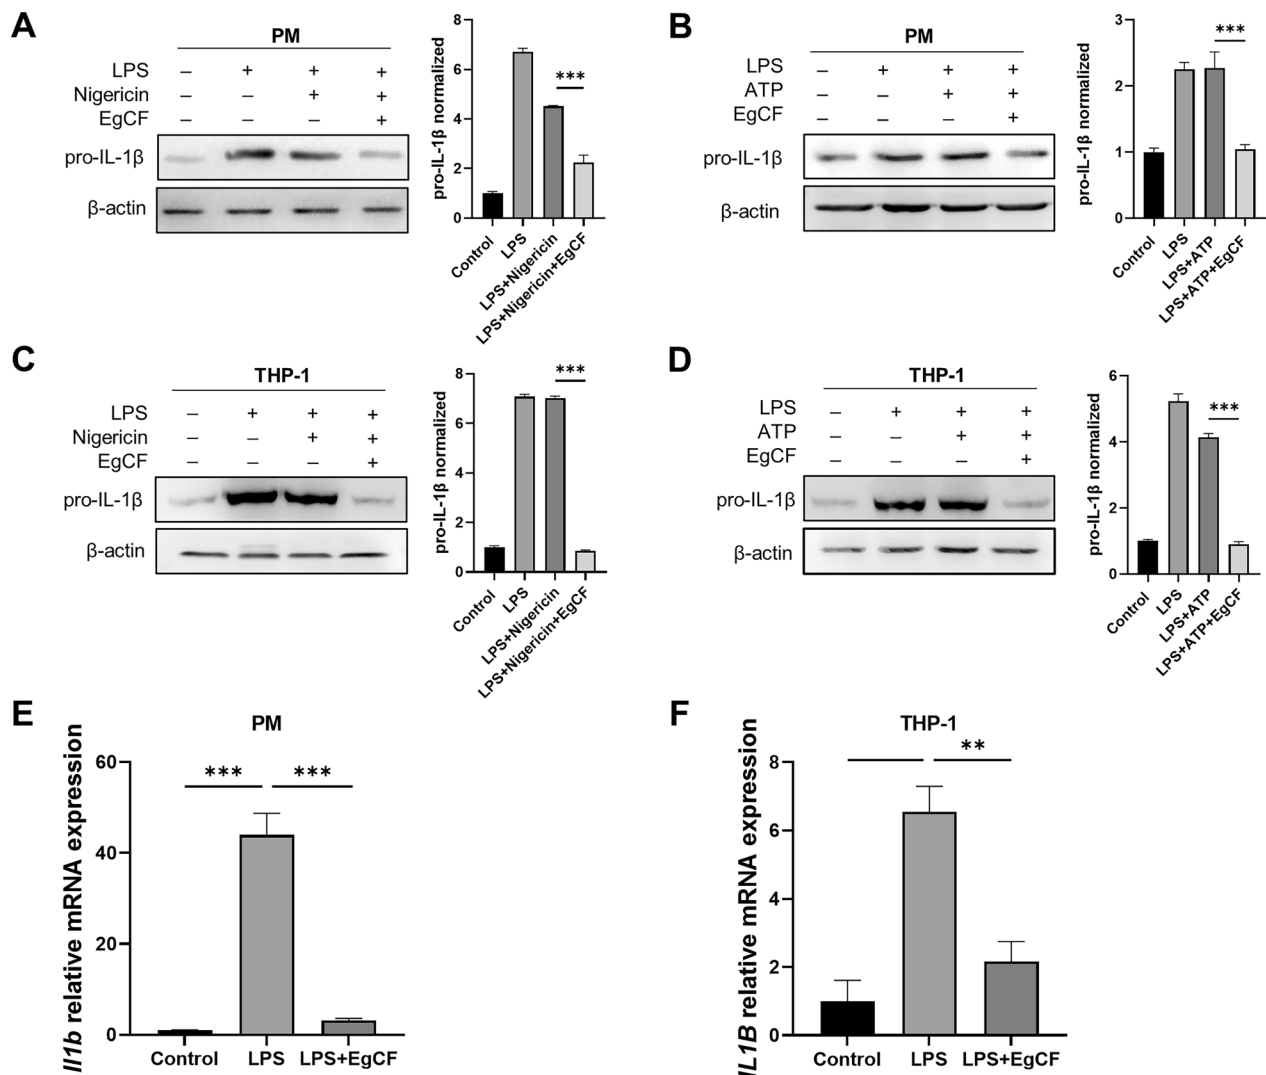 A
PM
LPS – + + +
Nigericin – – + +
EgCF – – – +
pro-IL-1β
β-actin
pro-IL-1β normalized
8
6
4
2
0
***
Control
LPS
LPS+Nigericin
LPS+Nigericin+EgCF
B
PM
LPS – + + +
ATP – – + +
EgCF – – – +
pro-IL-1β
β-actin
pro-IL-1β normalized
3
2
1
0
***
Control
LPS
LPS+ATP
LPS+ATP+EgCF
C
THP-1
LPS – + + +
Nigericin – – + +
EgCF – – – +
pro-IL-1β
β-actin
pro-IL-1β normalized
8
6
4
2
0
***
Control
LPS
LPS+Nigericin
LPS+Nigericin+EgCF
D
THP-1
LPS – + + +
ATP – – + +
EgCF – – – +
pro-IL-1β
β-actin
pro-IL-1β normalized
6
4
2
0
***
Control
LPS
LPS+ATP
LPS+ATP+EgCF
E
PM
Il1b relative mRNA expression
60
40
20
0
*** ***
Control LPS LPS+EgCF
F
THP-1
IL1B relative mRNA expression
8
6
4
2
0
**
Control LPS LPS+EgCF